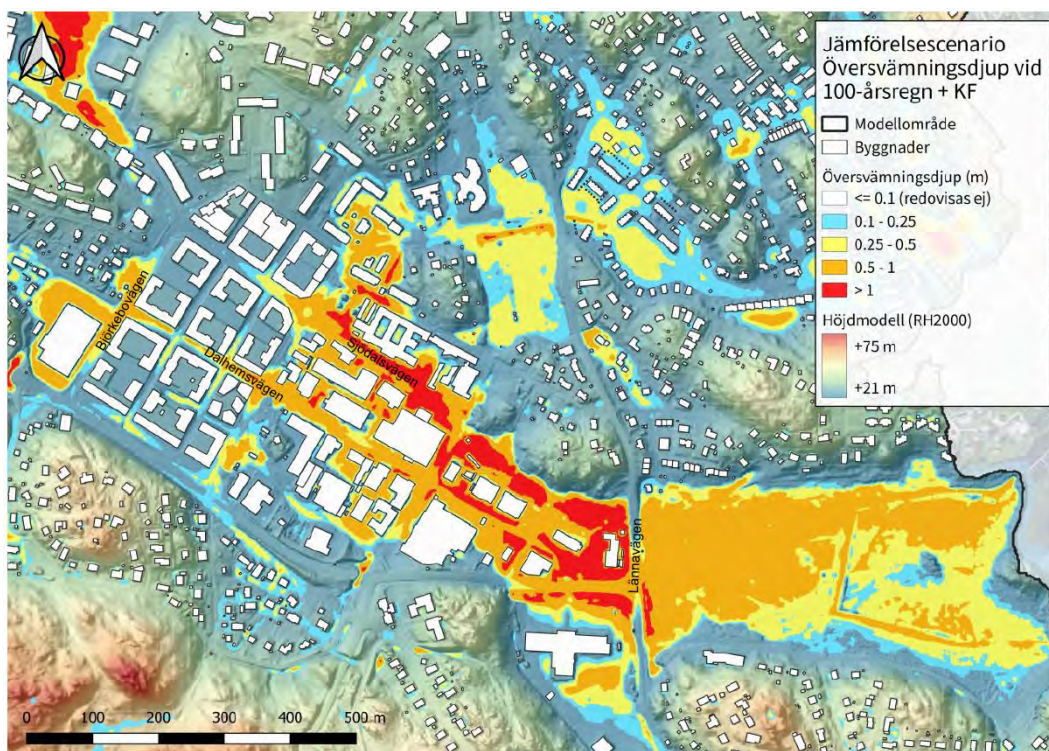 Jämförelsescenario
Översvämningsdjup vid
100-årsregn + KF
Modellområde
Byggnader
Översvämningsdjup (m)
<= 0.1 (redovisas ej)
0.1 - 0.25
0.25 - 0.5
0.5 - 1
> 1
Höjdmodell (RH2000)
+75 m
+21 m
Björkebovägen
Dalhemsvägen
Sjödalsvägen
Lännavägen
0 100 200 300 400 500 m